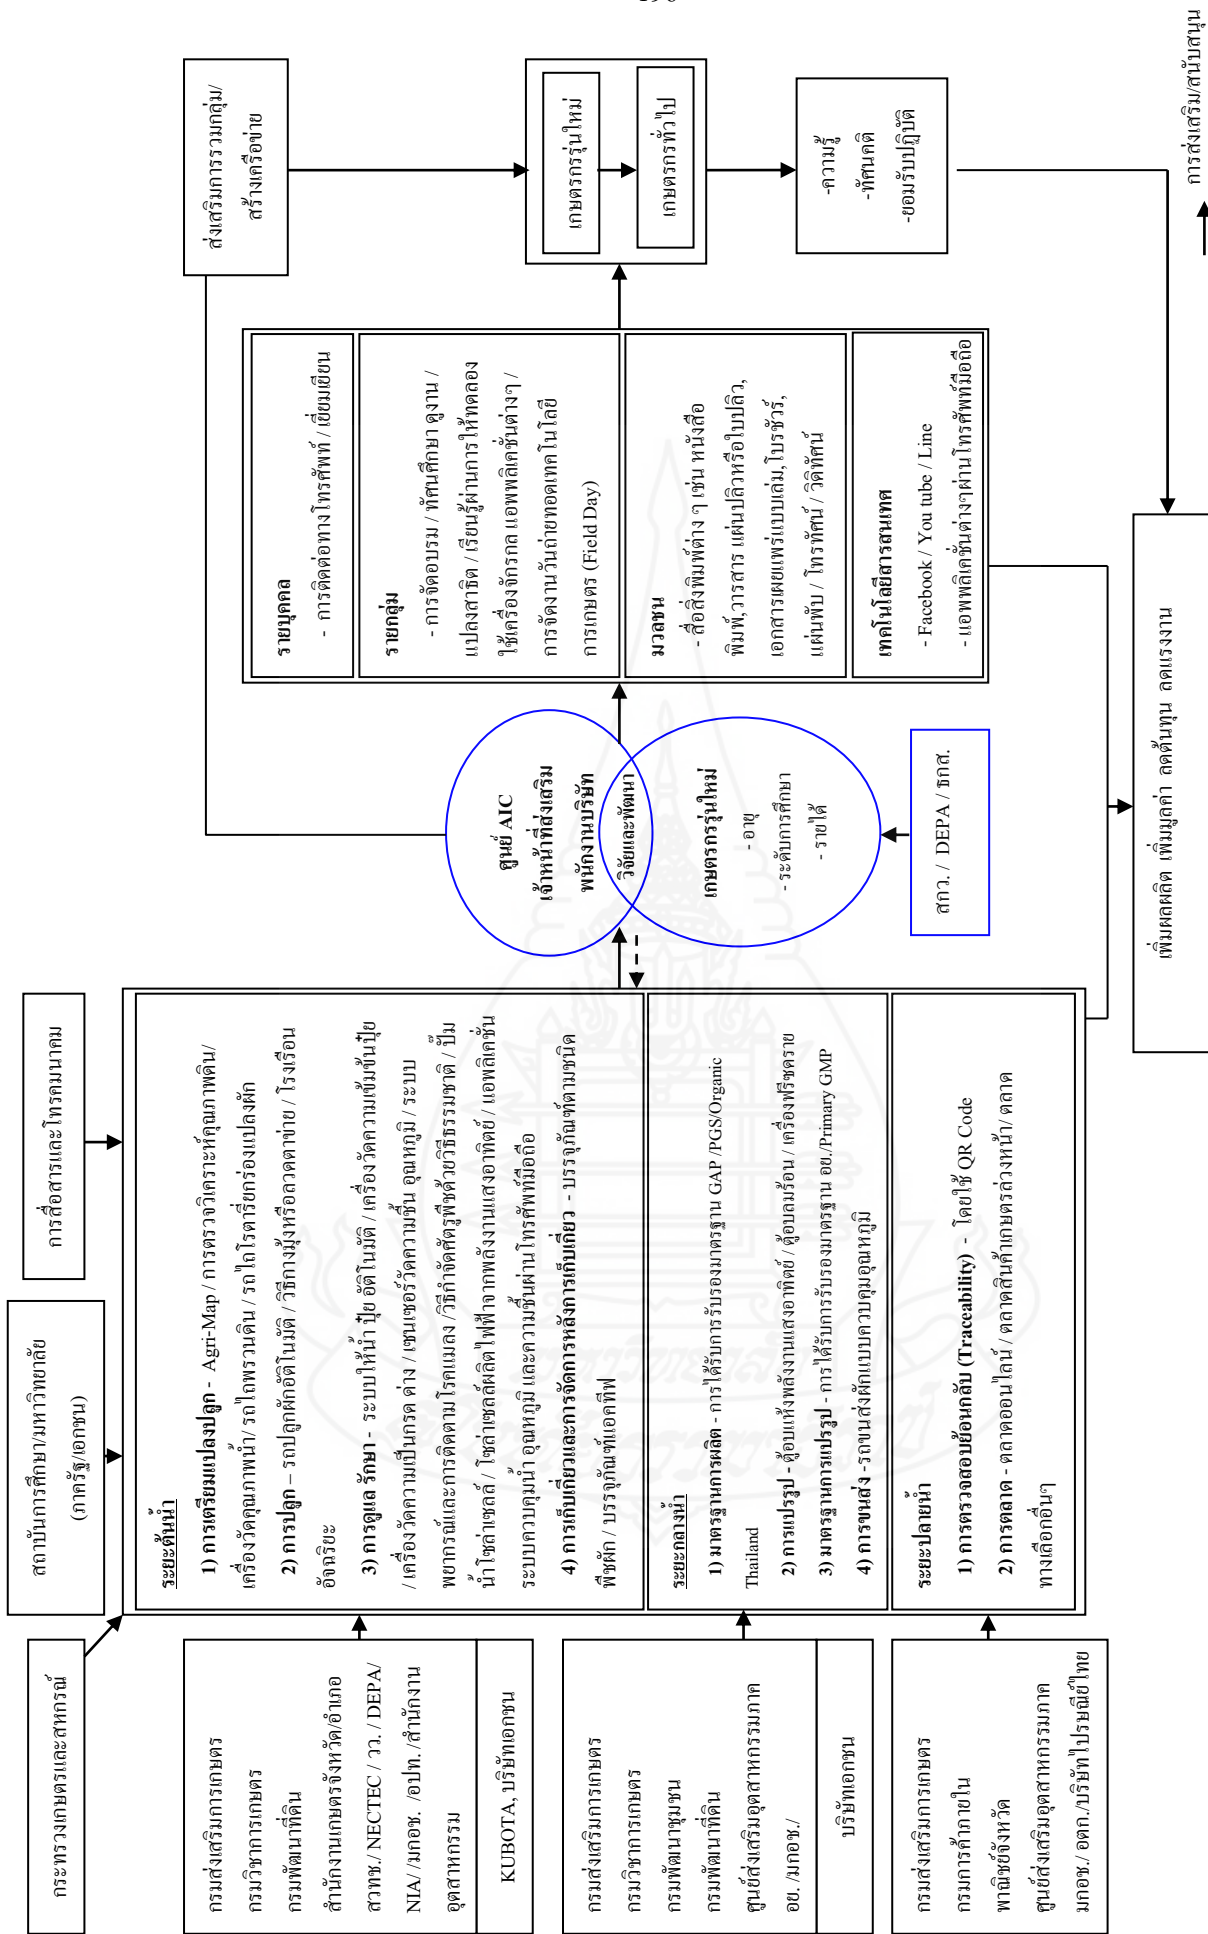 กระทรวงเกษตรและสหกรณ์
สถาบันการศึกษา/มหาวิทยาลัย
(ภาครัฐ/เอกชน)
การสื่อสารและโทรคมนาคม
กรมส่งเสริมการเกษตร
กรมวิชาการเกษตร
กรมพัฒนาที่ดิน
สำนักงานเกษตรจังหวัด/อำเภอ
สวทช./ NECTEC / วว. / DEPA/
NIA /มกอช. /อปท. /สำนักงาน
อุตสาหกรรม
KUBOTA, บริษัทเอกชน
กรมส่งเสริมการเกษตร
กรมวิชาการเกษตร
กรมพัฒนาชุมชน
กรมพัฒนาที่ดิน
ศูนย์ส่งเสริมอุตสาหกรรมภาค
อย. /มกอช./
บริษัทเอกชน
กรมส่งเสริมการเกษตร
กรมการค้าภายใน
พาณิชย์จังหวัด
ศูนย์ส่งเสริมอุตสาหกรรมภาค
มกอช./ อตก./บริษัทไปรษณีย์ไทย
ระยะต้นน้ำ
1) การเตรียมแปลงปลูก - Agri-Map / การตรวจวิเคราะห์คุณภาพดิน/
เครื่องวัดคุณภาพน้ำ/ รถไถพรวนดิน / รถไถโรตารี่ยกร่องแปลงผัก
2) การปลูก – รถปลูกผักอัติโนมัติ / วิธีกางมุ้งหรือลวดตาข่าย / โรงเรือน
อัจฉริยะ
3) การดูแล รักษา - ระบบให้น้ำ ปุ๋ย อัติโนมัติ / เครื่องวัดความเข้มข้นปุ๋ย
/ เครื่องวัดความเป็นกรด ด่าง / เซนเซอร์วัดความชื้น อุณหภูมิ / ระบบ
พยากรณ์และการติดตามโรคแมลง /วิธีกำจัดศัตรูพืชด้วยวิธีธรรมชาติ / ปั๊ม
น้ำโซล่าเซลล์ / โซล่าเซลล์ผลิตไฟฟ้าจากพลังงานแสงอาทิตย์ / แอพลิเคชั่น
ระบบควบคุมน้ำ อุณหภูมิ และความชื้นผ่านโทรศัพท์มือถือ
4) การเก็บเกี่ยวและการจัดการหลังการเก็บเกี่ยว - บรรจุภัณฑ์ตามชนิด
พืชผัก / บรรจุภัณฑ์แอกทีฟ
ระยะกลางน้ำ
1) มาตรฐานการผลิต - การได้รับการรับรองมาตรฐาน GAP /PGS/Organic
Thailand
2) การแปรรูป - ตู้อบแห้งพลังงานแสงอาทิตย์ / ตู้อบลมร้อน / เครื่องฟรีซดราย
3) มาตรฐานการแปรรูป - การได้รับการรับรองมาตรฐาน อย./Primary GMP
4) การขนส่ง -รถขนส่งผักแบบควบคุมอุณหภูมิ
ระยะปลายน้ำ
1) การตรวจสอบย้อนกลับ (Traceability) - โดยใช้ QR Code
2) การตลาด - ตลาดออนไลน์ / ตลาดสินค้าเกษตรล่วงหน้า/ ตลาด
ทางเลือกอื่นๆ
ศูนย์ AIC
เจ้าหน้าที่ส่งเสริม
พนักงานบริษัท
วิจัยและพัฒนา
เกษตรกรรุ่นใหม่
- อายุ
- ระดับการศึกษา
- รายได้
สกว. / DEPA / ธกส.
รายบุคคล
- การติดต่อทางโทรศัพท์ / เยี่ยมเยียน
รายกลุ่ม
- การจัดอบรม / ทัศนศึกษา ดูงาน /
แปลงสาธิต / เรียนรู้ผ่านการให้ทดลอง
ใช้เครื่องจักรกล แอพพลิเคชั่นต่างๆ /
การจัดงานวันถ่ายทอดเทคโนโลยี
การเกษตร (Field Day)
มวลชน
- สื่อสิ่งพิมพ์ต่าง ๆ เช่น หนังสือ
พิมพ์,วารสาร แผ่นปลิวหรือใบปลิว,
เอกสารเผยแพร่แบบเล่ม,โบรชัวร์,
แผ่นพับ / โทรทัศน์ / วิดิทัศน์
เทคโนโลยีสารสนเทศ
- Facebook / You tube / Line
- แอพพลิเคชั่นต่างๆผ่านโทรศัพท์มือถือ
ส่งเสริมการรวมกลุ่ม/
สร้างเครือข่าย
เกษตรกรรุ่นใหม่
เกษตรกรทั่วไป
-ความรู้
-ทัศนคติ
-ยอมรับปฏิบัติ
เพิ่มผลผลิต เพิ่มมูลค่า ลดต้นทุน ลดแรงงาน
การส่งเสริม/สนับสนุน